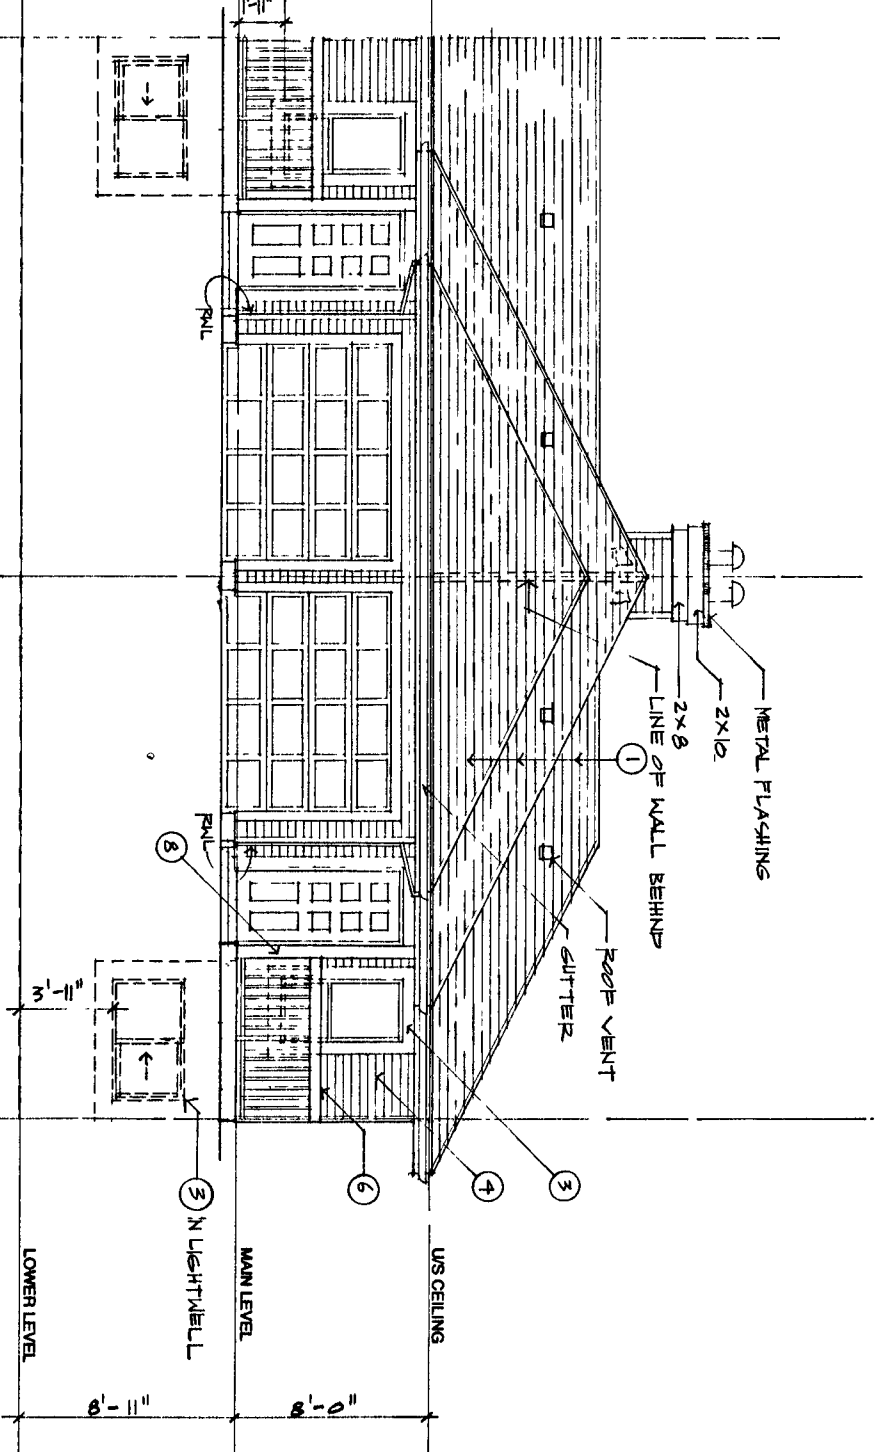 METAL FLASHING
2X10
2X8
LINE OF WALL BEHIND
1
ROOF VENT
GUTTER
RWL
RWL
8
3
4
6
3 N LIGHTWELL
3'-11"
U/S CEILING
8'-0"
MAIN LEVEL
8'-11"
LOWER LEVEL